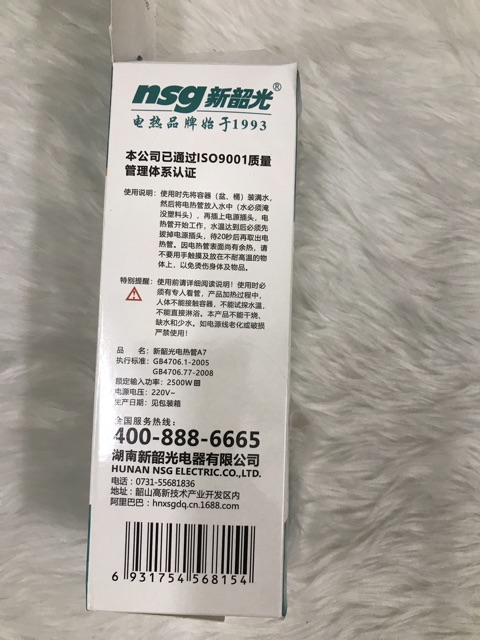 nsg新韶光®
电热品牌始于1993
本公司已通过ISO9001质量
管理体系认证
使用说明：使用时先将容器（盆、桶）装满水，
然后将电热管放入水中（水必须淹
没塑料头），再插上电源插头，电
热管开始工作，水温达到后必须先
拔掉电源插头，待20秒后再取出电
热管。因电热管表面尚有余热，请
不要用手触摸及放在不耐高温的物
体上，以免烫伤身体及物品。
特别提醒：使用前请详细阅读说明！使用时必
须有专人看管，产品加热过程中，
人体不能接触容器，不能试探水温，
不能直接淋浴。本产品不能干烧、
缺水和少水。如电源线老化或破损
严禁使用！
品 名：新韶光电热管A7
执行标准：GB4706.1-2005
GB4706.77-2008
额定输入功率：2500W
电源电压：220V~
生产日期：见包装箱
全国服务热线：
400-888-6665
湖南新韶光电器有限公司
HUNAN NSG ELECTRIC.CO.,LTD.
电话：0731-55681836
地址：韶山高新技术产业开发区内
阿里巴巴：hnxsgdq.cn.1688.com
6 931754 568154